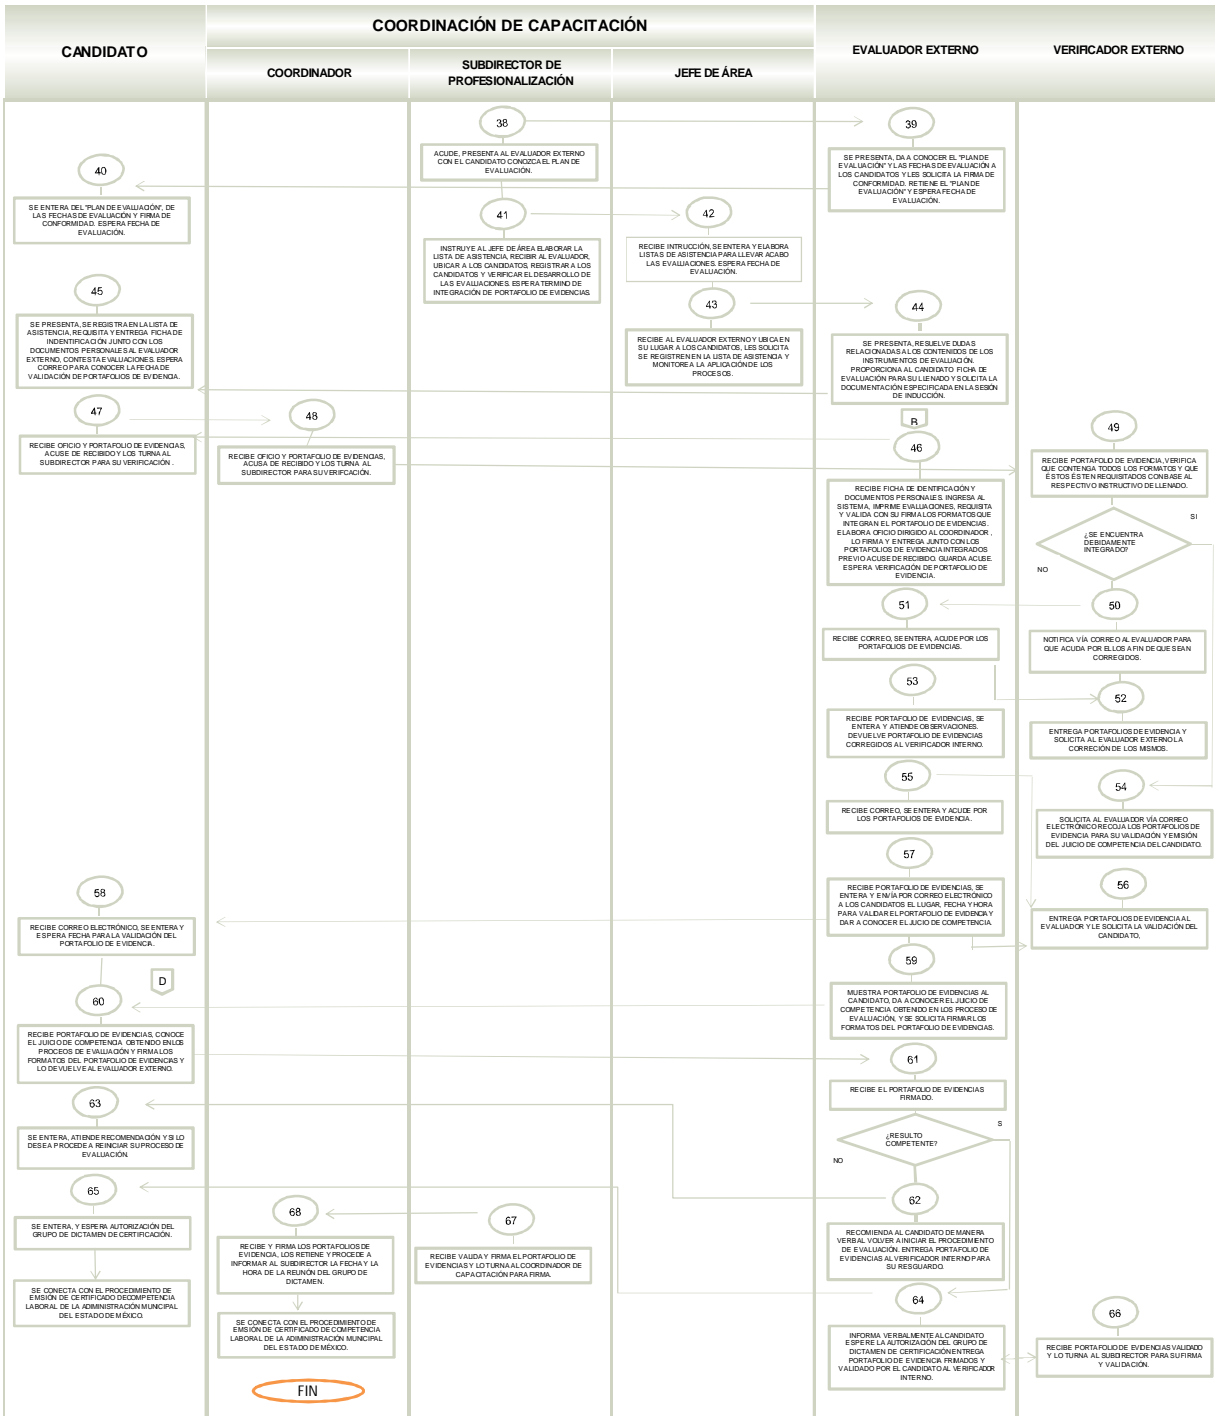 COORDINACIÓN DE CAPACITACIÓN
CANDIDATO
EVALUADOR EXTERNO
VERIFICADOR EXTERNO
COORDINADOR
SUBDIRECTOR DE
PROFESIONALIZACIÓN
JEFE DE ÁREA
38
ACUDE, PRESENTA AL EVALUADOR EXTERNO
CON EL CANDIDATO CONOZCA EL PLAN DE
EVALUACIÓN.
39
SE PRESENTA, DA A CONOCER EL "PLAN DE
EVALUACIÓN" Y LAS FECHAS DE EVALUACIÓN A
LOS CANDIDATOS Y LES SOLICITA LA FIRMA DE
CONFORMIDAD. RETIENE EL "PLAN DE
EVALUACIÓN" Y ESPERA FECHA DE
EVALUACIÓN.
40
SE ENTERA DEL "PLAN DE EVALUACIÓN", DE
LAS FECHAS DE EVALUACIÓN Y FIRMA DE
CONFORMIDAD. ESPERA FECHA DE
EVALUACIÓN.
41
INSTRUYE AL JEFE DE ÁREA ELABORAR LA
LISTA DE ASISTENCIA, RECIBIR AL EVALUADOR,
UBICAR A LOS CANDIDATOS, REGISTRAR A LOS
CANDIDATOS Y VERIFICAR EL DESARROLLO DE
LAS EVALUACIONES. ESPERA TERMINO DE
INTEGRACIÓN DE PORTAFOLIO DE EVIDENCIAS.
42
RECIBE INTRUCCIÓN, SE ENTERA Y ELABORA
LISTAS DE ASISTENCIA PARA LLEVAR ACABO
LAS EVALUACIONES. ESPERA FECHA DE
EVALUACIÓN.
43
RECIBE AL EVALUADOR EXTERNO Y UBICA EN
SU LUGAR A LOS CANDIDATOS, LES SOLICITA
SE REGISTREN EN LA LISTA DE ASISTENCIA Y
MONITOREA LA APLICACIÓN DE LOS
PROCESOS.
44
SE PRESENTA, RESUELVE DUDAS
RELACIONADAS A LOS CONTENIDOS DE LOS
INSTRUMENTOS DE EVALUACIÓN.
PROPORCIONA AL CANDIDATO FICHA DE
EVALUACIÓN PARA SU LLENADO Y SOLICITA LA
DOCUMENTACIÓN ESPECIFICADA EN LA SESIÓN
DE INDUCCIÓN.
45
SE PRESENTA, SE REGISTRA EN LA LISTA DE
ASISTENCIA, REQUISITA Y ENTREGA FICHA DE
INDENTIFICACIÓN JUNTO CON LOS
DOCUMENTOS PERSONALES AL EVALUADOR
EXTERNO, CONTESTA EVALUACIONES. ESPERA
CORREO PARA CONOCER LA FECHA DE
VALIDACIÓN DE PORTAFOLIOS DE EVIDENCIA.
B
46
RECIBE FICHA DE IDENTIFICACIÓN Y
DOCUMENTOS PERSONALES. INGRESA AL
SISTEMA, IMPRIME EVALUACIONES, REQUISITA
Y VALIDA CON SU FIRMA LOS FORMATOS QUE
INTEGRAN EL PORTAFOLIO DE EVIDENCIAS.
ELABORA OFICIO DIRIGIDO AL COORDINADOR ,
LO FIRMA Y ENTREGA JUNTO CON LOS
PORTAFOLIOS DE EVIDENCIA INTEGRADOS
PREVIO ACUSE DE RECIBIDO. GUARDA ACUSE.
ESPERA VERIFICACIÓN DE PORTAFOLIO DE
EVIDENCIA.
47
RECIBE OFICIO Y PORTAFOLIO DE EVIDENCIAS,
ACUSE DE RECIBIDO Y LOS TURNA AL
SUBDIRECTOR PARA SU VERIFICACIÓN .
48
RECIBE OFICIO Y PORTAFOLIO DE EVIDENCIAS,
ACUSA DE RECIBIDO Y LOS TURNA AL
SUBDIRECTOR PARA SU VERIFCACIÓN.
49
RECIBE PORTAFOLIO DE EVIDENCIA, VERIFICA
QUE CONTENGA TODOS LOS FORMATOS Y QUE
ÉSTOS ÉSTEN REQUISITADOS CON BASE AL
RESPECTIVO INSTRUCTIVO DE LLENADO.
SI
¿SE ENCUENTRA
DEBIDAMENTE
INTEGRADO?
NO
50
NOTIFICA VÍA CORREO AL EVALUADOR PARA
QUE ACUDA POR ELLOS A FIN DE QUE SEAN
CORREGIDOS.
51
RECIBE CORREO, SE ENTERA, ACUDE POR LOS
PORTAFOLIOS DE EVIDENCIAS.
52
ENTREGA PORTAFOLIOS DE EVIDENCIA Y
SOLICITA AL EVALUADOR EXTERNO LA
CORRECIÓN DE LOS MISMOS.
53
RECIBE PORTAFOLIO DE EVIDENCIAS, SE
ENTERA Y ATIENDE OBSERVACIONES.
DEVUELVE PORTAFOLIO DE EVIDENCIAS
CORREGIDOS AL VERIFICADOR INTERNO.
54
SOLICITA AL EVALUADOR VÍA CORREO
ELECTRÓNICO RECOJA LOS PORTAFOLIOS DE
EVIDENCIA PARA SU VALIDACIÓN Y EMISIÓN
DEL JUICIO DE COMPETENCIA DEL CANDIDATO.
55
RECIBE CORREO, SE ENTERA Y ACUDE POR
LOS PORTAFOLIOS DE EVIDENCIA.
56
ENTREGA PORTAFOLIOS DE EVIDENCIA AL
EVALUADOR Y LE SOLICITA LA VALIDACIÓN DEL
CANDIDATO,
57
RECIBE PORTAFOLIO DE EVIDENCIAS, SE
ENTERA Y ENVÍA POR CORREO ELECTRÓNICO
A LOS CANDIDATOS EL LUGAR, FECHA Y HORA
PARA VALIDAR EL PORTAFOLIO DE EVIDENCIA Y
DAR A CONOCER EL JUICIO DE COMPETENCIA.
58
RECIBE CORREO ELECTRÓNICO, SE ENTERA Y
ESPERA FECHA PARA LA VALIDACIÓN DEL
PORTAFOLIO DE EVIDENCIA.
D
59
MUESTRA PORTAFOLIO DE EVIDENCIAS AL
CANDIDATO, DA A CONOCER EL JUICIO DE
COMPETENCIA OBTENIDO EN LOS PROCESO DE
EVALUACIÓN, Y SE SOLICITA FIRMAR LOS
FORMATOS DEL PORTAFOLIO DE EVIDENCIAS.
60
RECIBE PORTAFOLIO DE EVIDENCIAS, CONOCE
EL JUICIO DE COMPETENCIA OBTENIDO EN LOS
PROCEOS DE EVALUACIÓN Y FIRMA LOS
FORMATOS DEL PORTAFOLIO DE EVIDENCIAS Y
LO DEVUELVE AL EVALUADOR EXTERNO.
61
RECIBE EL PORTAFOLIO DE EVIDENCIAS
FIRMADO.
S
¿RESULTO
COMPETENTE?
NO
62
RECOMIENDA AL CANDIDATO DE MANERA
VERBAL VOLVER A INICIAR EL PROCEDIMIENTO
DE EVALUACIÓN. ENTREGA PORTAFOLIO DE
EVIDENCIAS AL VERIFICADOR INTERNO PARA
SU RESGUARDO.
63
SE ENTERA, ATIENDE RECOMENDACIÓN Y SI LO
DESEA PROCEDE A REINICIAR SU PROCESO DE
EVALUACIÓN.
64
INFORMA VERBALMENTE AL CANDIDATO
ESPERE LA AUTORIZACIÓN DEL GRUPO DE
DICTAMEN DE CERTIFICACIÓN ENTREGA
PORTAFOLIO DE EVIDENCIA FRIMADOS Y
VALIDADO POR EL CANDIDATO AL VERIFICADOR
INTERNO.
65
SE ENTERA, Y ESPERA AUTORIZACIÓN DEL
GRUPO DE DICTAMEN DE CERTIFICACIÓN.
SE CONECTA CON EL PROCEDIMIENTO DE
EMSIÓN DE CERTIFICADO DECOMPETENCIA
LABORAL DE LA ADIMINISTRACIÓN MUNICIPAL
DEL ESTADO DE MÉXICO.
66
RECIBE PORTAFOLIO DE EVIDENCIAS VALIDADO
Y LO TURNA AL SUBDIRECTOR PARA SU FIRMA
Y VALIDACIÓN.
67
RECIBE VALIDA Y FIRMA EL PORTAFOLIO DE
EVIDENCIAS Y LO TURNA AL COORDINADOR DE
CAPACITACIÓN PARA FIRMA.
68
RECIBE Y FIRMA LOS PORTAFOLIOS DE
EVIDENCIA, LOS RETIENE Y PROCEDE A
INFORMAR AL SUBDIRECTOR LA FECHA Y LA
HORA DE LA REUNÓN DEL GRUPO DE
DICTAMEN.
SE CONECTA CON EL PROCEDIMIENTO DE
EMSIÓN DE CERTIFICADO DE COMPETENCIA
LABORAL DE LA ADIMINISTRACIÓN MUNICIPAL
DEL ESTADO DE MÉXICO.
FIN